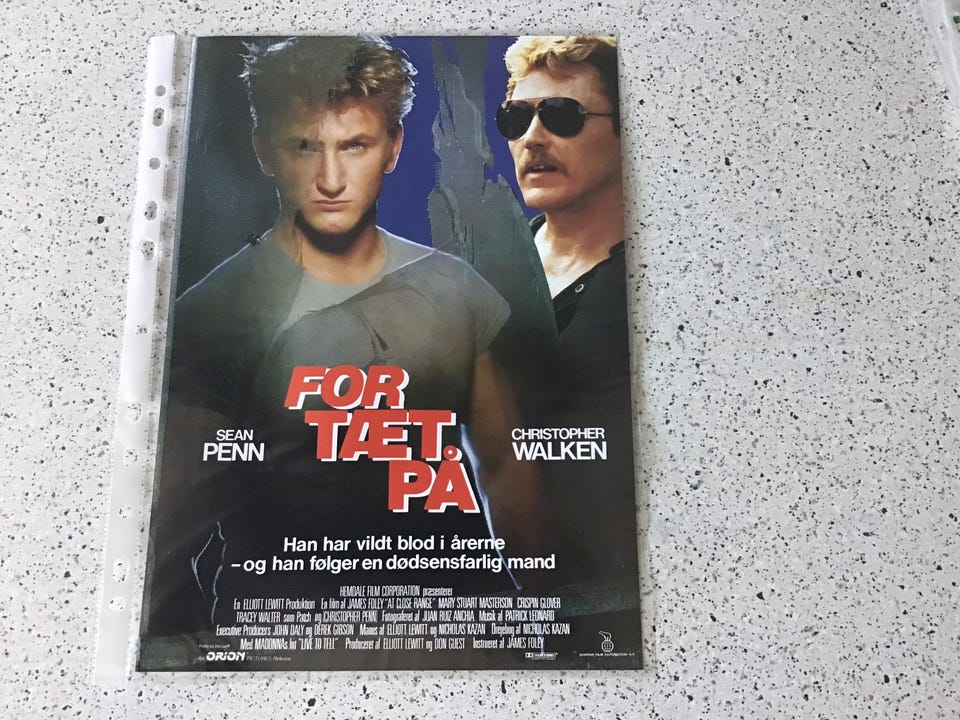 SEAN
PENN
FOR
TÆT
PÅ
CHRISTOPHER
WALKEN
Han har vildt blod i årerne
– og han følger en dødsensfarlig mand
HEMDALE FILM CORPORATION præsenterer
En ELLIOTT LEWITT Produktion En film af JAMES FOLEY "AT CLOSE RANGE" MARY STUART MASTERSON CRISPIN GLOVER
TRACEY WALTER som Patch og CHRISTOPHER PENN Fotograferet af JUAN RUIZ ANCHIA Musik af PATRICK LEONARD
Executive Producers JOHN DALY og DEREK GIBSON Manus af ELLIOTT LEWITT og NICHOLAS KAZAN Drejebog af NICHOLAS KAZAN
Med MADONNAs hit "LIVE TO TELL" Produceret af ELLIOTT LEWITT og DON GUEST Instrueret af JAMES FOLEY
An ORION PICTURES Release